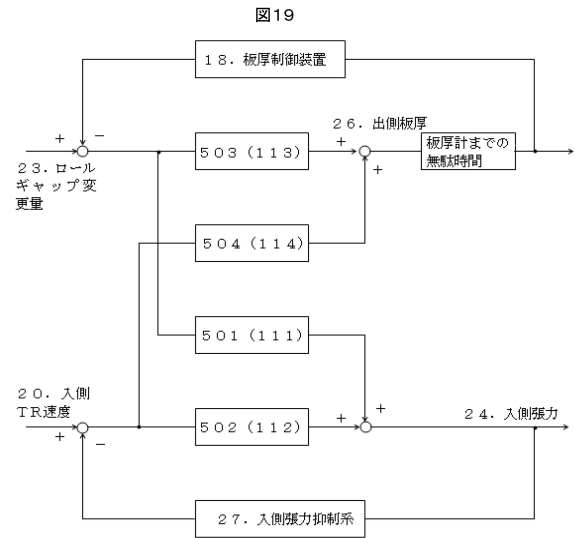 図19
１８．板厚制御装置
＋
－
２３．ロール
ギャップ変
更量
５０３（１１３）
２６．出側板厚
＋
＋
板厚計までの
無駄時間
５０４（１１４）
５０１（１１１）
２０．入側
ＴＲ速度
＋
－
５０２（１１２）
＋
＋
２４．入側張力
２７．入側張力抑制系